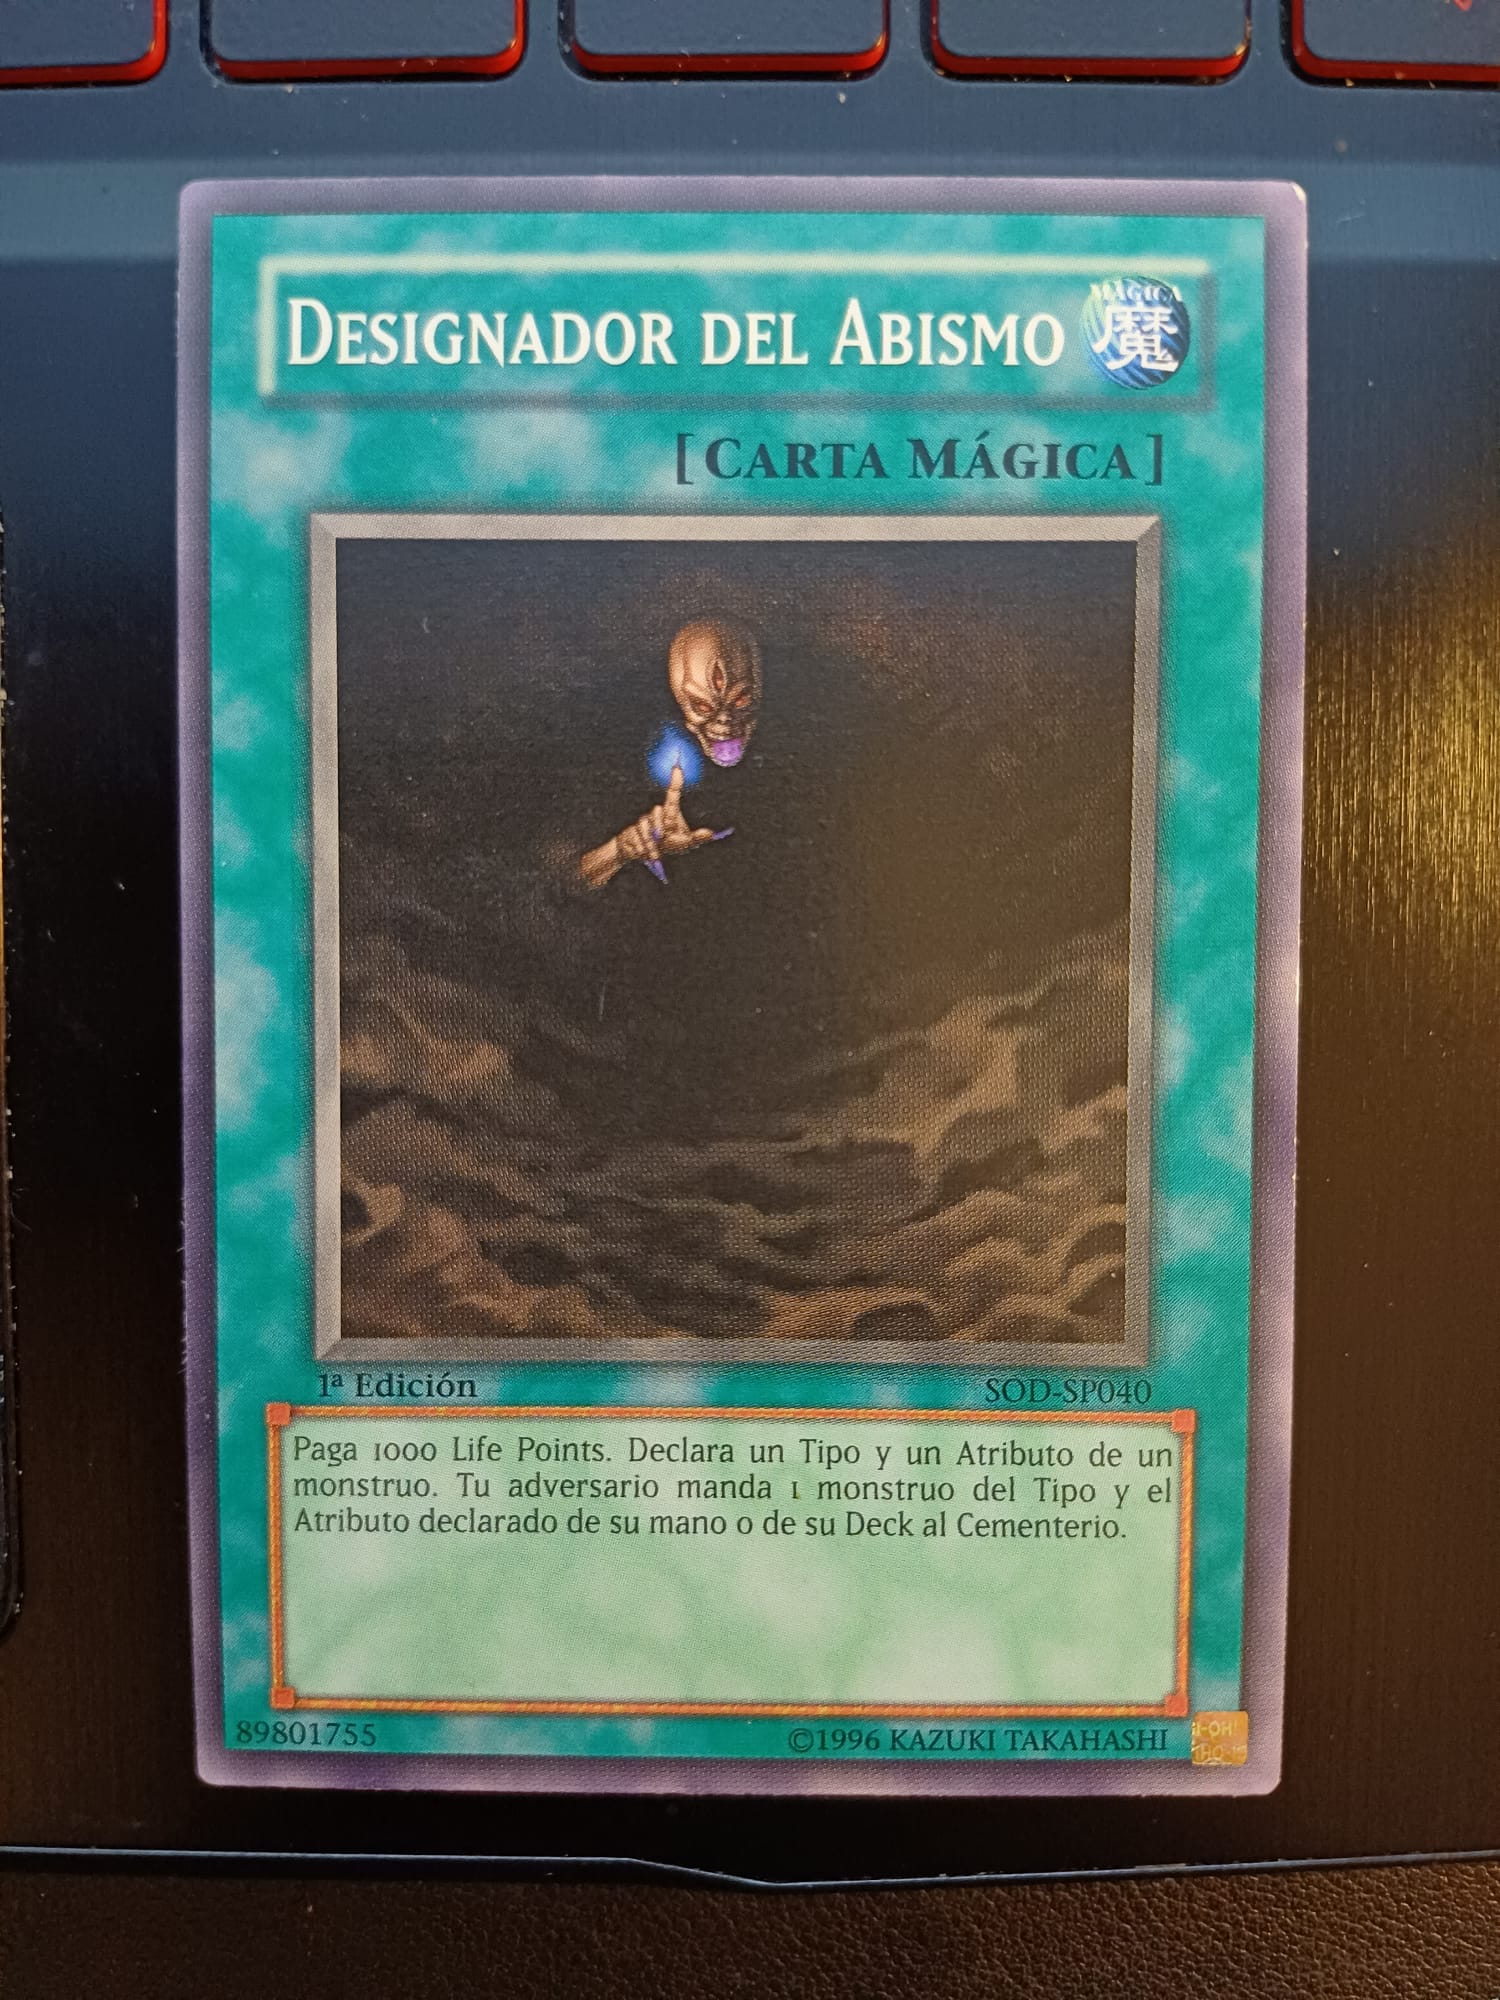 DESIGNADOR DEL ABISMO
MÁGICA
魔
[CARTA MÁGICA]
1ª Edición
SOD-SP040
Paga 1000 Life Points. Declara un Tipo y un Atributo de un
monstruo. Tu adversario manda 1 monstruo del Tipo y el
Atributo declarado de su mano o de su Deck al Cementerio.
89801755
©1996 KAZUKI TAKAHASHI